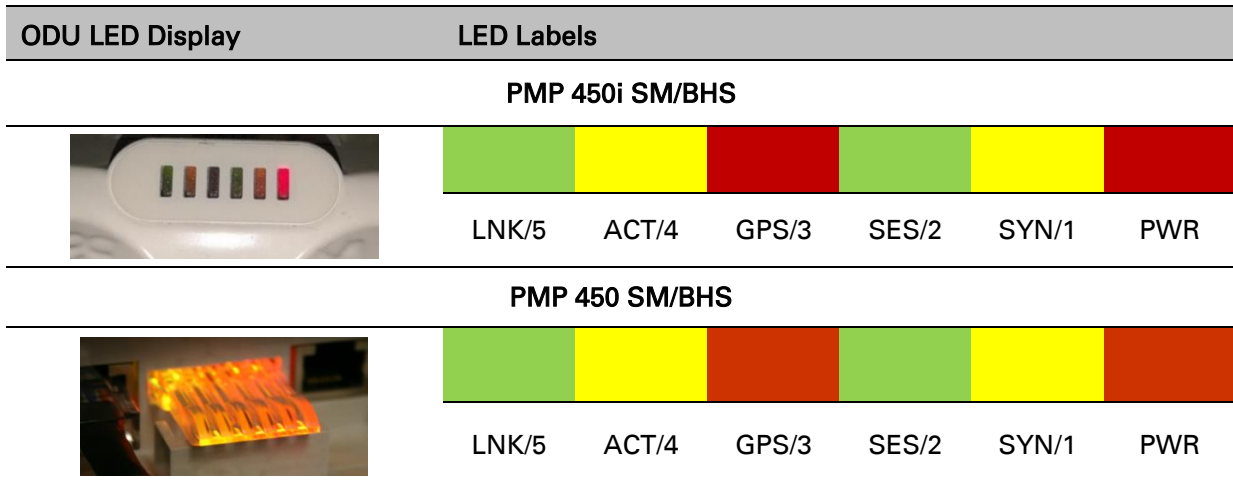 ODU LED Display LED Labels
PMP 450i SM/BHS
LNK/5 ACT/4 GPS/3 SES/2 SYN/1 PWR
PMP 450 SM/BHS
LNK/5 ACT/4 GPS/3 SES/2 SYN/1 PWR